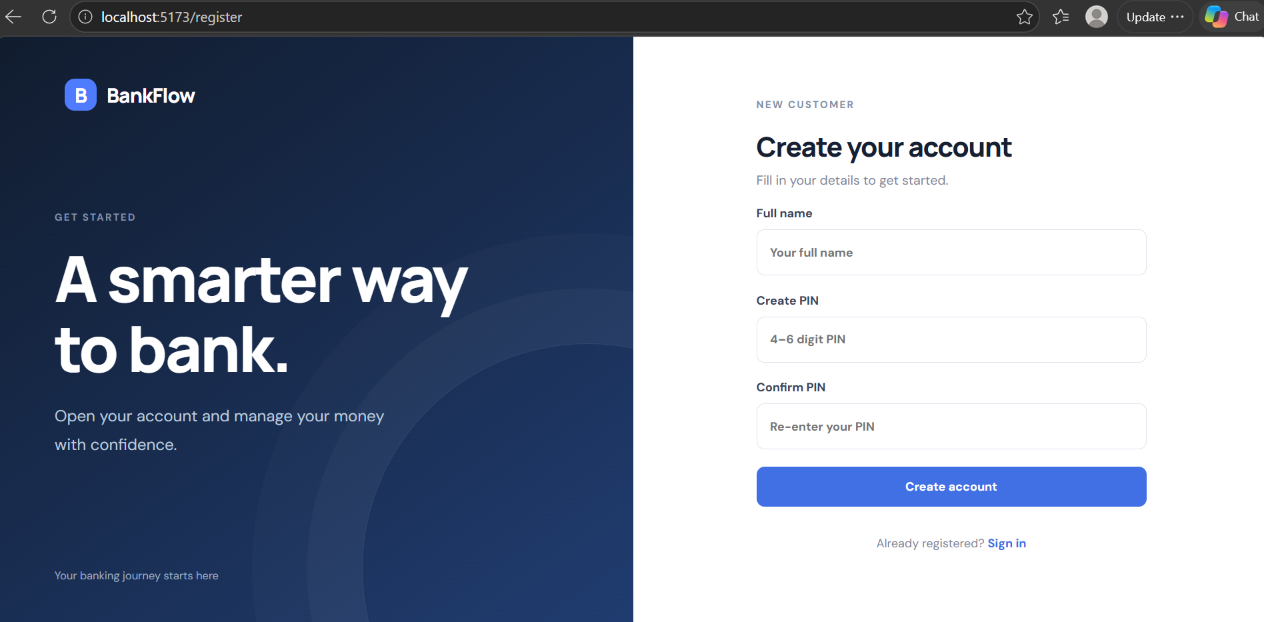 localhost:5173/register
Update
Chat
B BankFlow
GET STARTED
A smarter way
to bank.
Open your account and manage your money
with confidence.
Your banking journey starts here
NEW CUSTOMER
Create your account
Fill in your details to get started.
Full name
Your full name
Create PIN
4–6 digit PIN
Confirm PIN
Re-enter your PIN
Create account
Already registered? Sign in